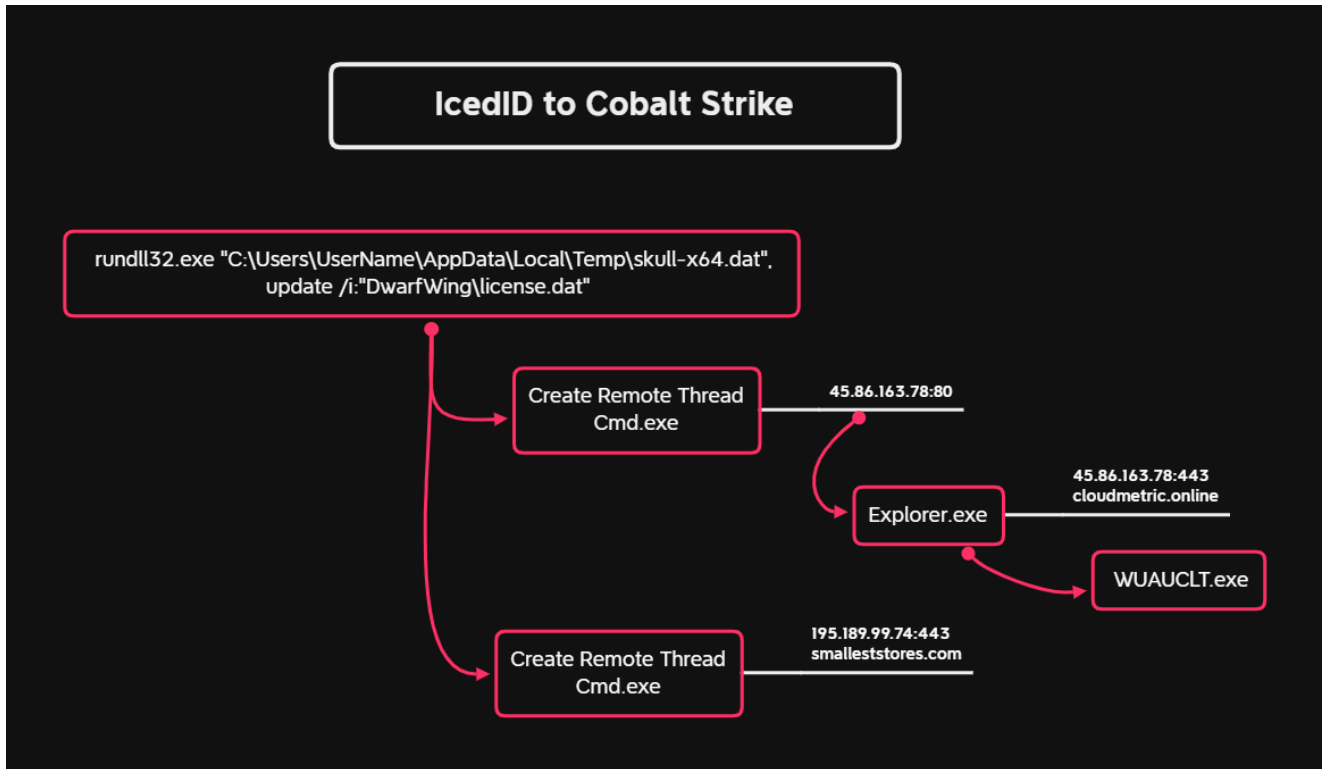 IcedID to Cobalt Strike
rundll32.exe "C:\Users\UserName\AppData\Local\Temp\skull-x64.dat",
update /i:"DwarfWing\license.dat"
Create Remote Thread
Cmd.exe
45.86.163.78:80
Explorer.exe
45.86.163.78:443
cloudmetric.online
WUAUCLT.exe
Create Remote Thread
Cmd.exe
195.189.99.74:443
smalleststores.com